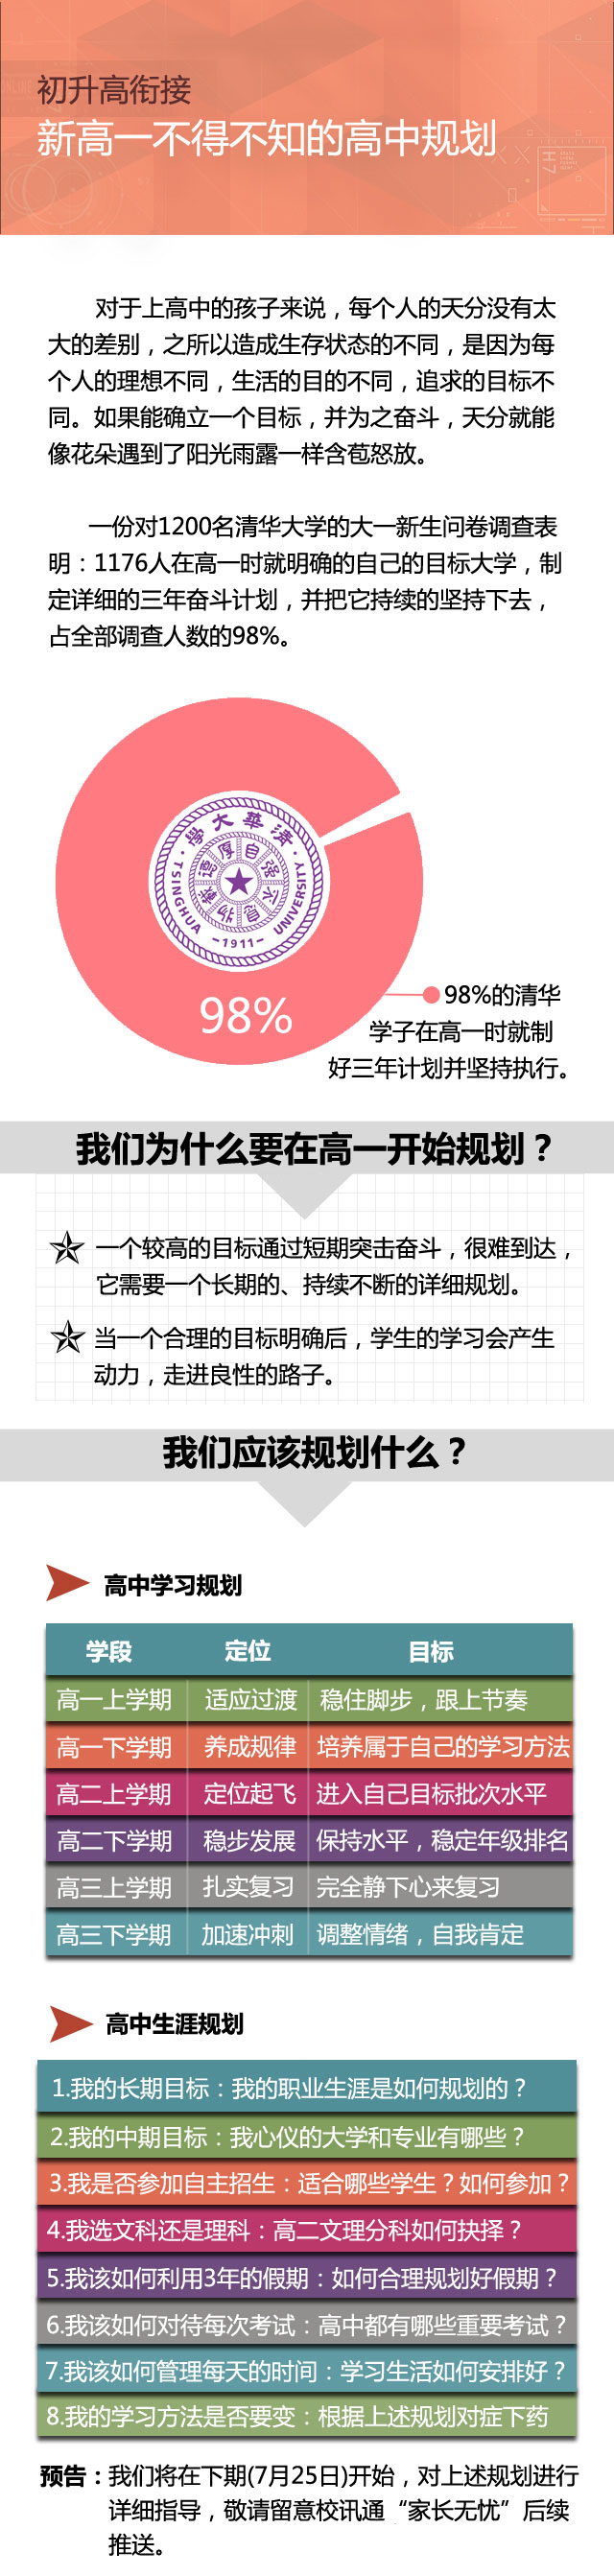 初升高衔接
新高一不得不知的高中规划
对于上高中的孩子来说，每个人的天分没有太
大的差别，之所以造成生存状态的不同，是因为每
个人的理想不同，生活的目的不同，追求的目标不
同。如果能确立一个目标，并为之奋斗，天分就能
像花朵遇到了阳光雨露一样含苞怒放。
一份对1200名清华大学的大一新生问卷调查表
明：1176人在高一时就明确的自己的目标大学，制
定详细的三年奋斗计划，并把它持续的坚持下去，
占全部调查人数的98%。
學大華清
TSINGHUA UNIVERSITY
自强不息
厚德载物
-1911-
98%
98%的清华
学子在高一时就制
好三年计划并坚持执行。
我们为什么要在高一开始规划？
一个较高的目标通过短期突击奋斗，很难到达，
它需要一个长期的、持续不断的详细规划。
当一个合理的目标明确后，学生的学习会产生
动力，走进良性的路子。
我们应该规划什么？
高中学习规划
学段 定位 目标
高一上学期 适应过渡 稳住脚步，跟上节奏
高一下学期 养成规律 培养属于自己的学习方法
高二上学期 定位起飞 进入自己目标批次水平
高二下学期 稳步发展 保持水平，稳定年级排名
高三上学期 扎实复习 完全静下心来复习
高三下学期 加速冲刺 调整情绪，自我肯定
高中生涯规划
1.我的长期目标：我的职业生涯是如何规划的？
2.我的中期目标：我心仪的大学和专业有哪些？
3.我是否参加自主招生：适合哪些学生？如何参加？
4.我选文科还是理科：高二文理分科如何抉择？
5.我该如何利用3年的假期：如何合理规划好假期？
6.我该如何对待每次考试：高中都有哪些重要考试？
7.我该如何管理每天的时间：学习生活如何安排好？
8.我的学习方法是否要变：根据上述规划对症下药
预告：我们将在下期(7月25日)开始，对上述规划进行
详细指导，敬请留意校讯通“家长无忧”后续
推送。